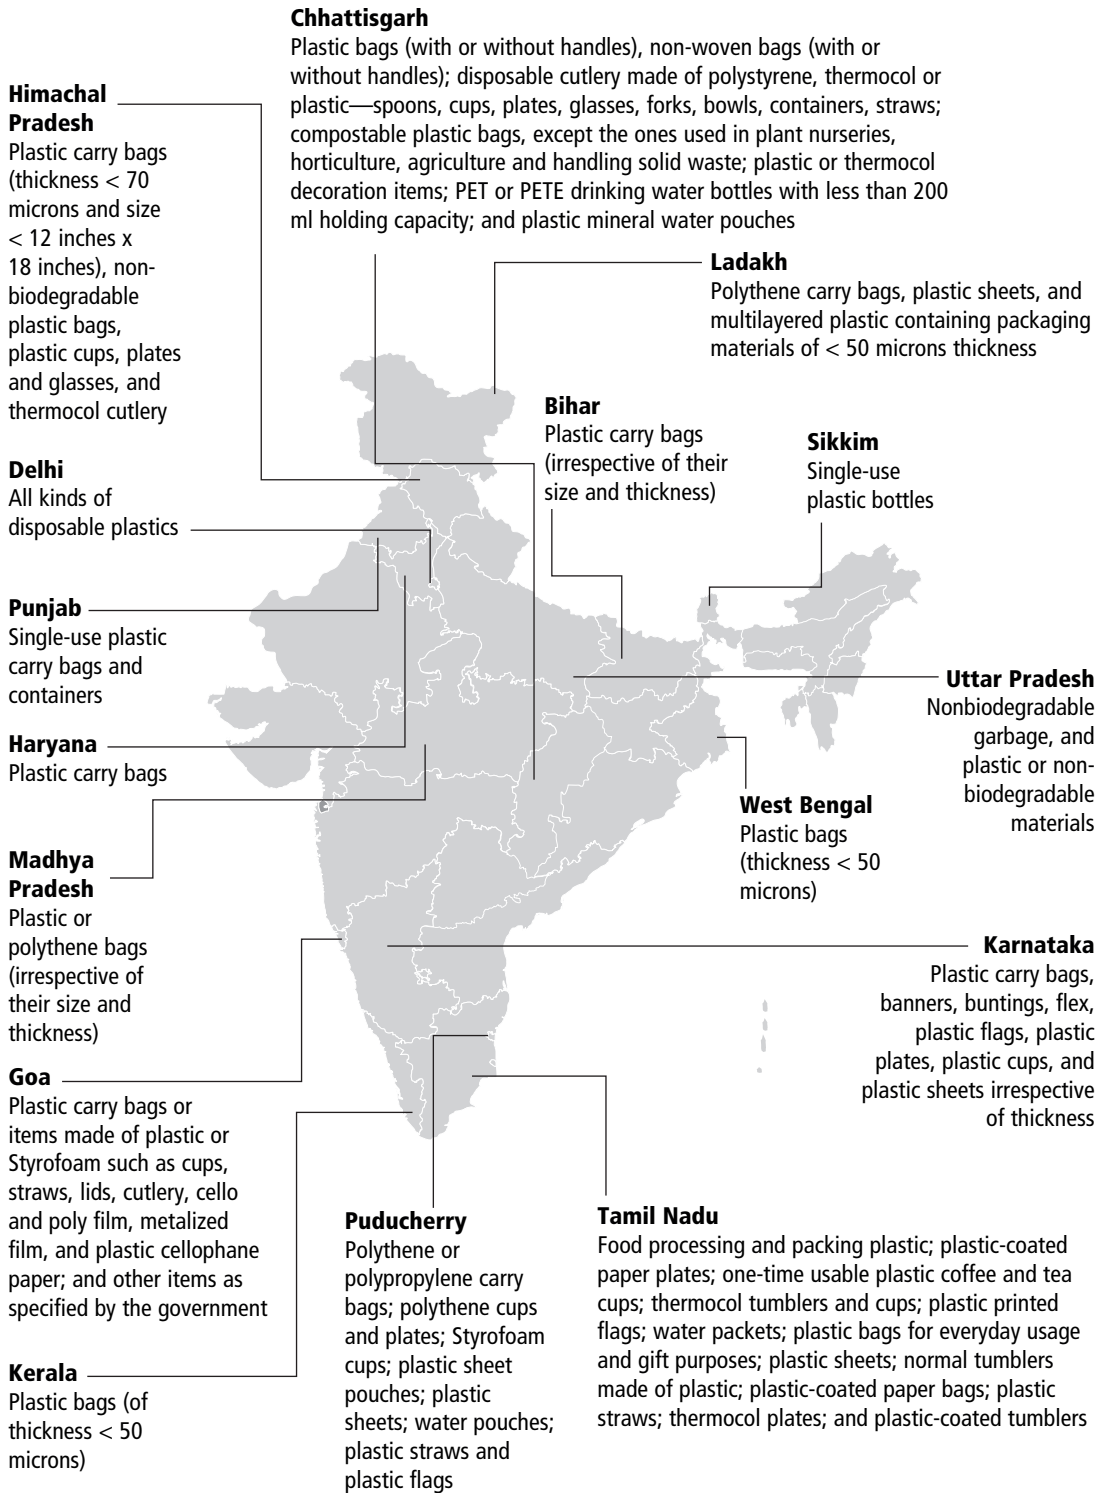 Chhattisgarh
Plastic bags (with or without handles), non-woven bags (with or
without handles); disposable cutlery made of polystyrene, thermocol or
plastic—spoons, cups, plates, glasses, forks, bowls, containers, straws;
compostable plastic bags, except the ones used in plant nurseries,
horticulture, agriculture and handling solid waste; plastic or thermocol
decoration items; PET or PETE drinking water bottles with less than 200
ml holding capacity; and plastic mineral water pouches
Himachal
Pradesh
Plastic carry bags
(thickness < 70
microns and size
< 12 inches x
18 inches), non-
biodegradable
plastic bags,
plastic cups, plates
and glasses, and
thermocol cutlery
Ladakh
Polythene carry bags, plastic sheets, and
multilayered plastic containing packaging
materials of < 50 microns thickness
Bihar
Plastic carry bags
(irrespective of their
size and thickness)
Sikkim
Single-use
plastic bottles
Delhi
All kinds of
disposable plastics
Punjab
Single-use plastic
carry bags and
containers
Uttar Pradesh
Nonbiodegradable
garbage, and
plastic or non-
biodegradable
materials
Haryana
Plastic carry bags
West Bengal
Plastic bags
(thickness < 50
microns)
Madhya
Pradesh
Plastic or
polythene bags
(irrespective of
their size and
thickness)
Karnataka
Plastic carry bags,
banners, buntings, flex,
plastic flags, plastic
plates, plastic cups, and
plastic sheets irrespective
of thickness
Goa
Plastic carry bags or
items made of plastic or
Styrofoam such as cups,
straws, lids, cutlery, cello
and poly film, metalized
film, and plastic cellophane
paper; and other items as
specified by the government
Kerala
Plastic bags (of
thickness < 50
microns)
Puducherry
Polythene or
polypropylene carry
bags; polythene cups
and plates; Styrofoam
cups; plastic sheet
pouches; plastic
sheets; water pouches;
plastic straws and
plastic flags
Tamil Nadu
Food processing and packing plastic; plastic-coated
paper plates; one-time usable plastic coffee and tea
cups; thermocol tumblers and cups; plastic printed
flags; water packets; plastic bags for everyday usage
and gift purposes; plastic sheets; normal tumblers
made of plastic; plastic-coated paper bags; plastic
straws; thermocol plates; and plastic-coated tumblers